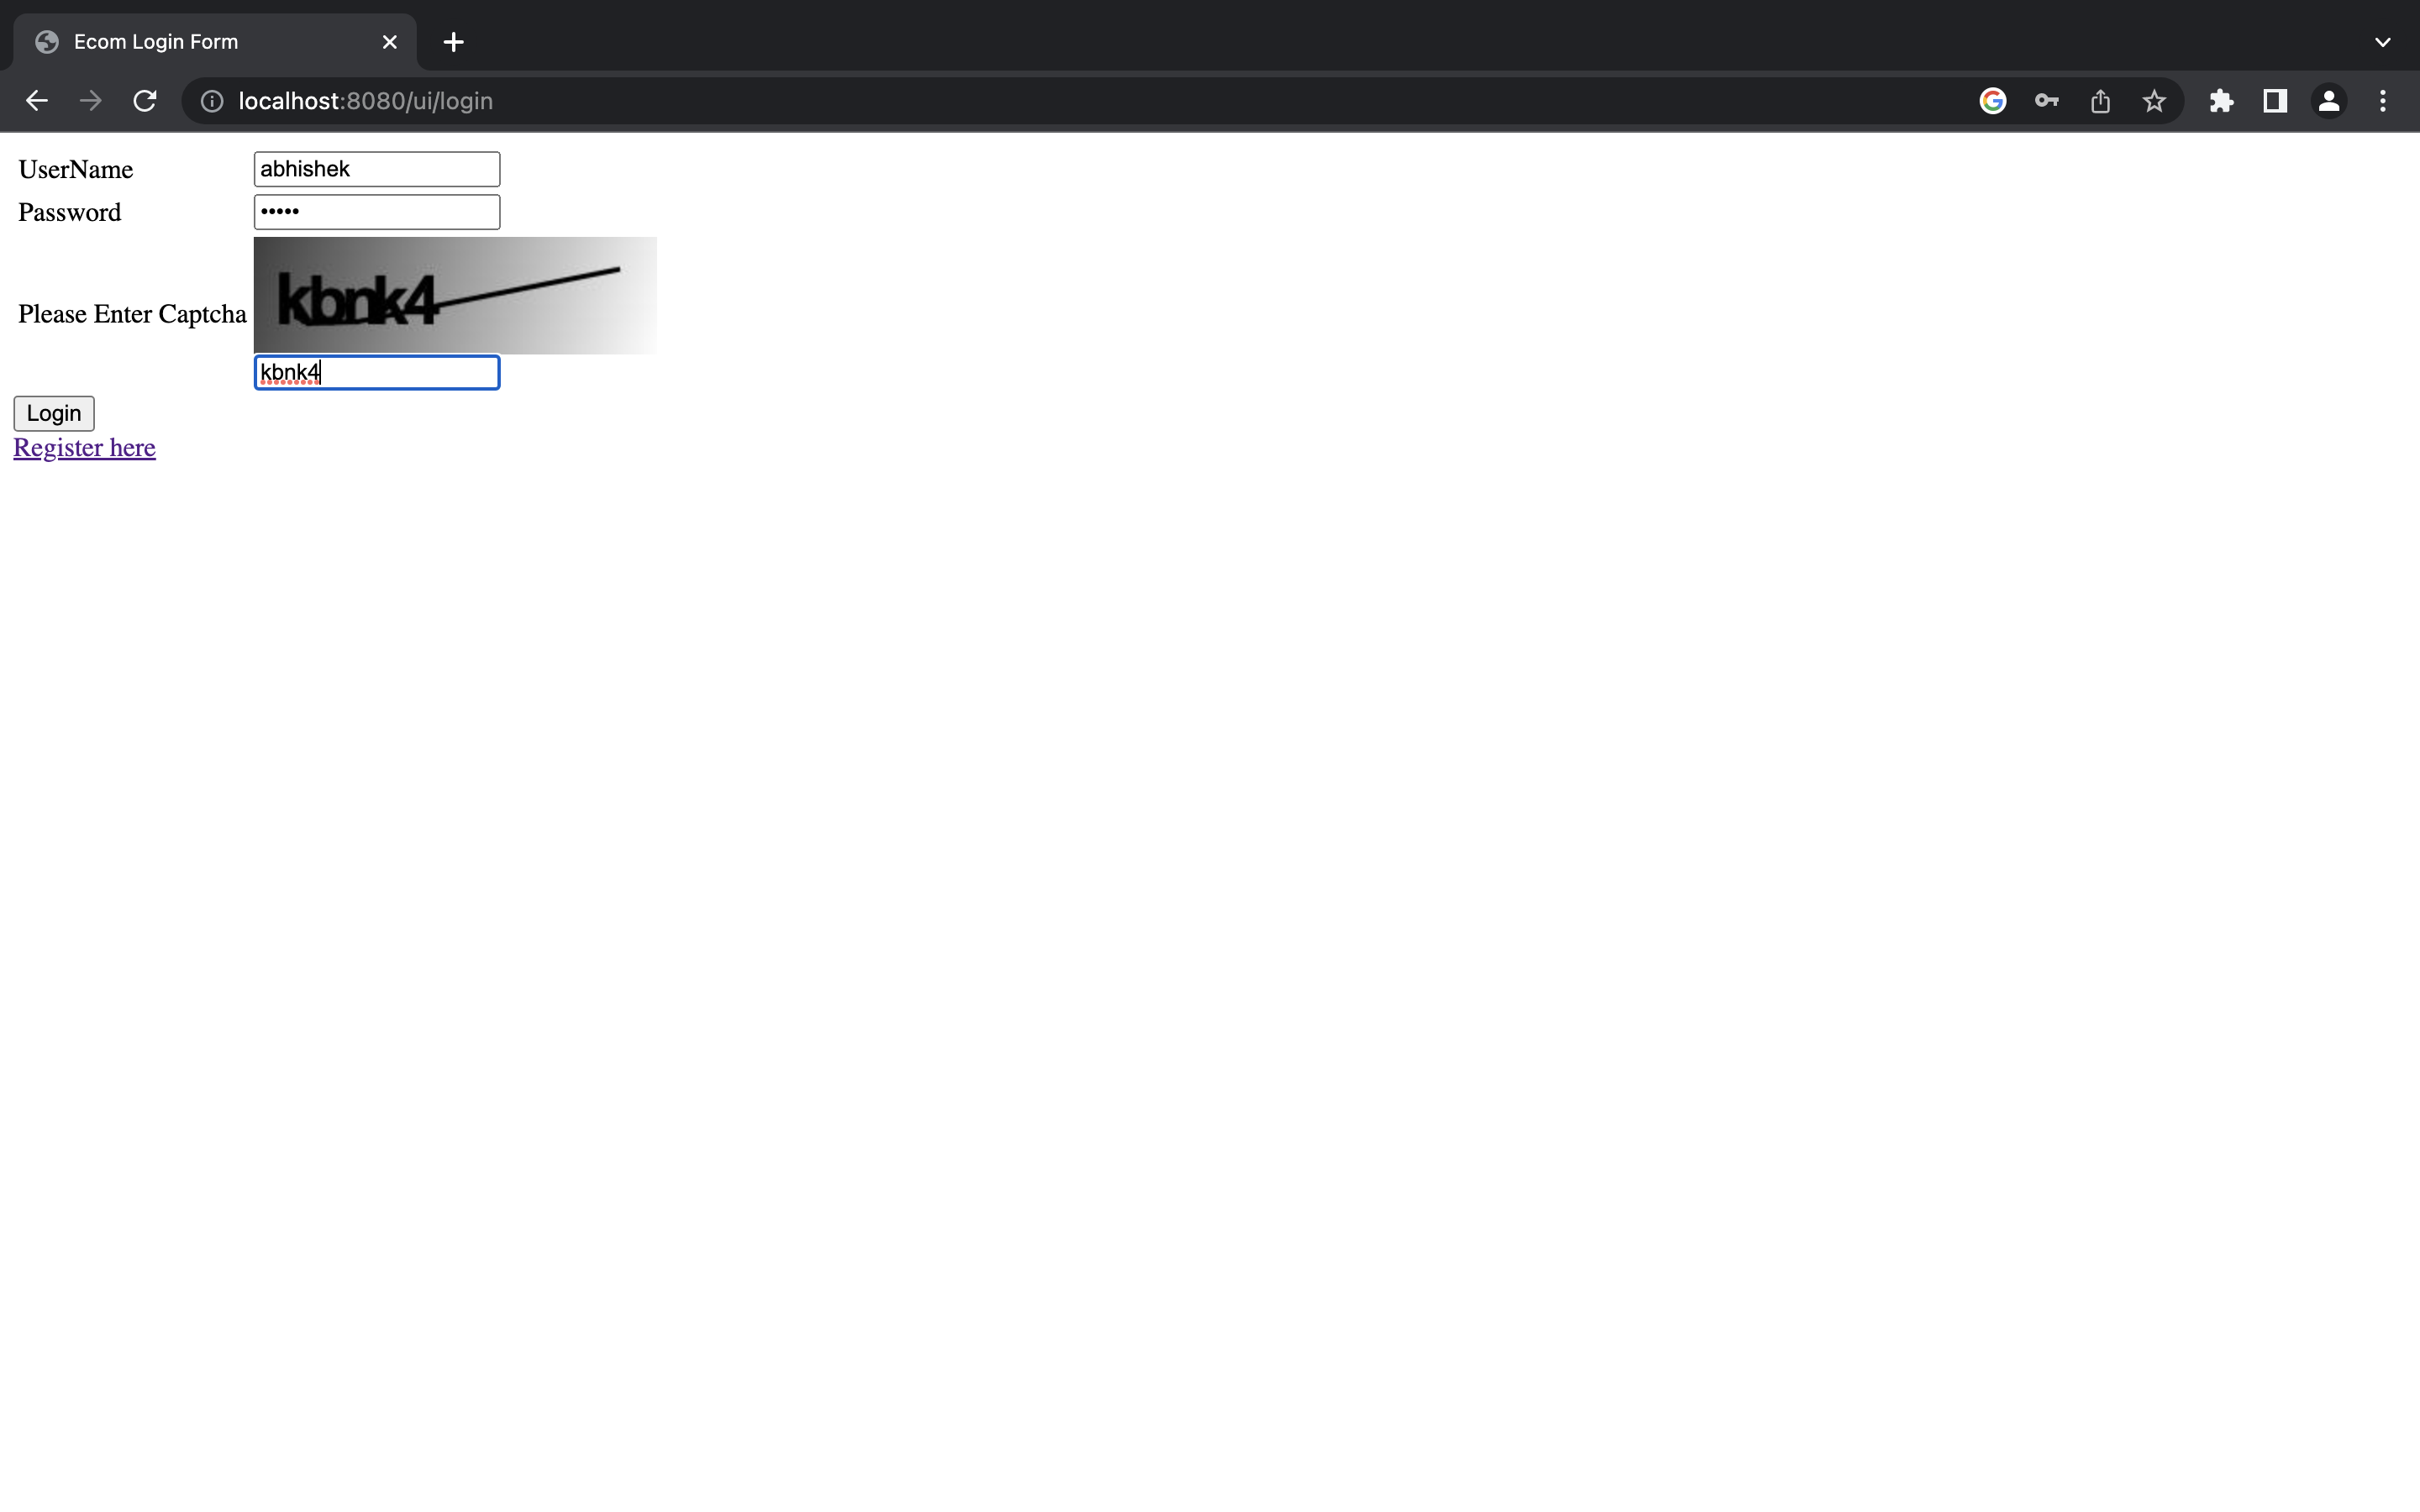 Ecom Login Form
localhost:8080/ui/login
UserName abhishek
Password •••••
kbnk4
Please Enter Captcha
kbnk4
Login
Register here